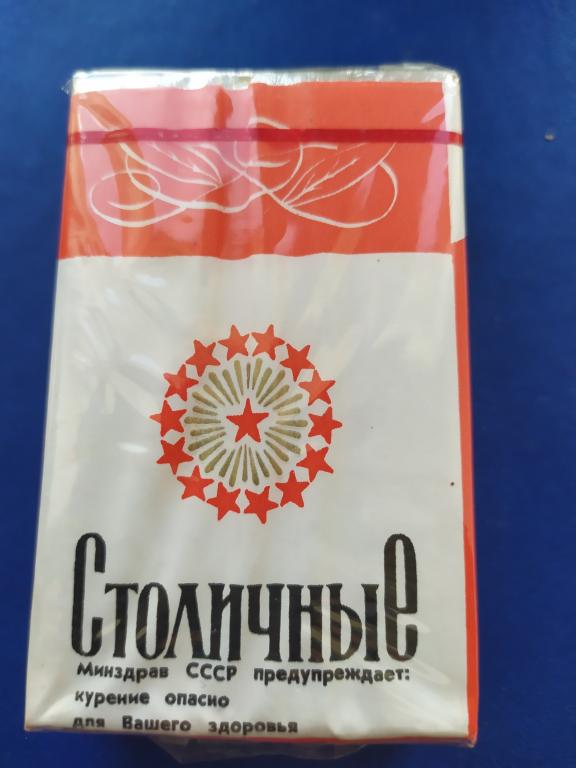 Столичные
Минздрав СССР предупреждает:
курение опасно
для Вашего здоровья